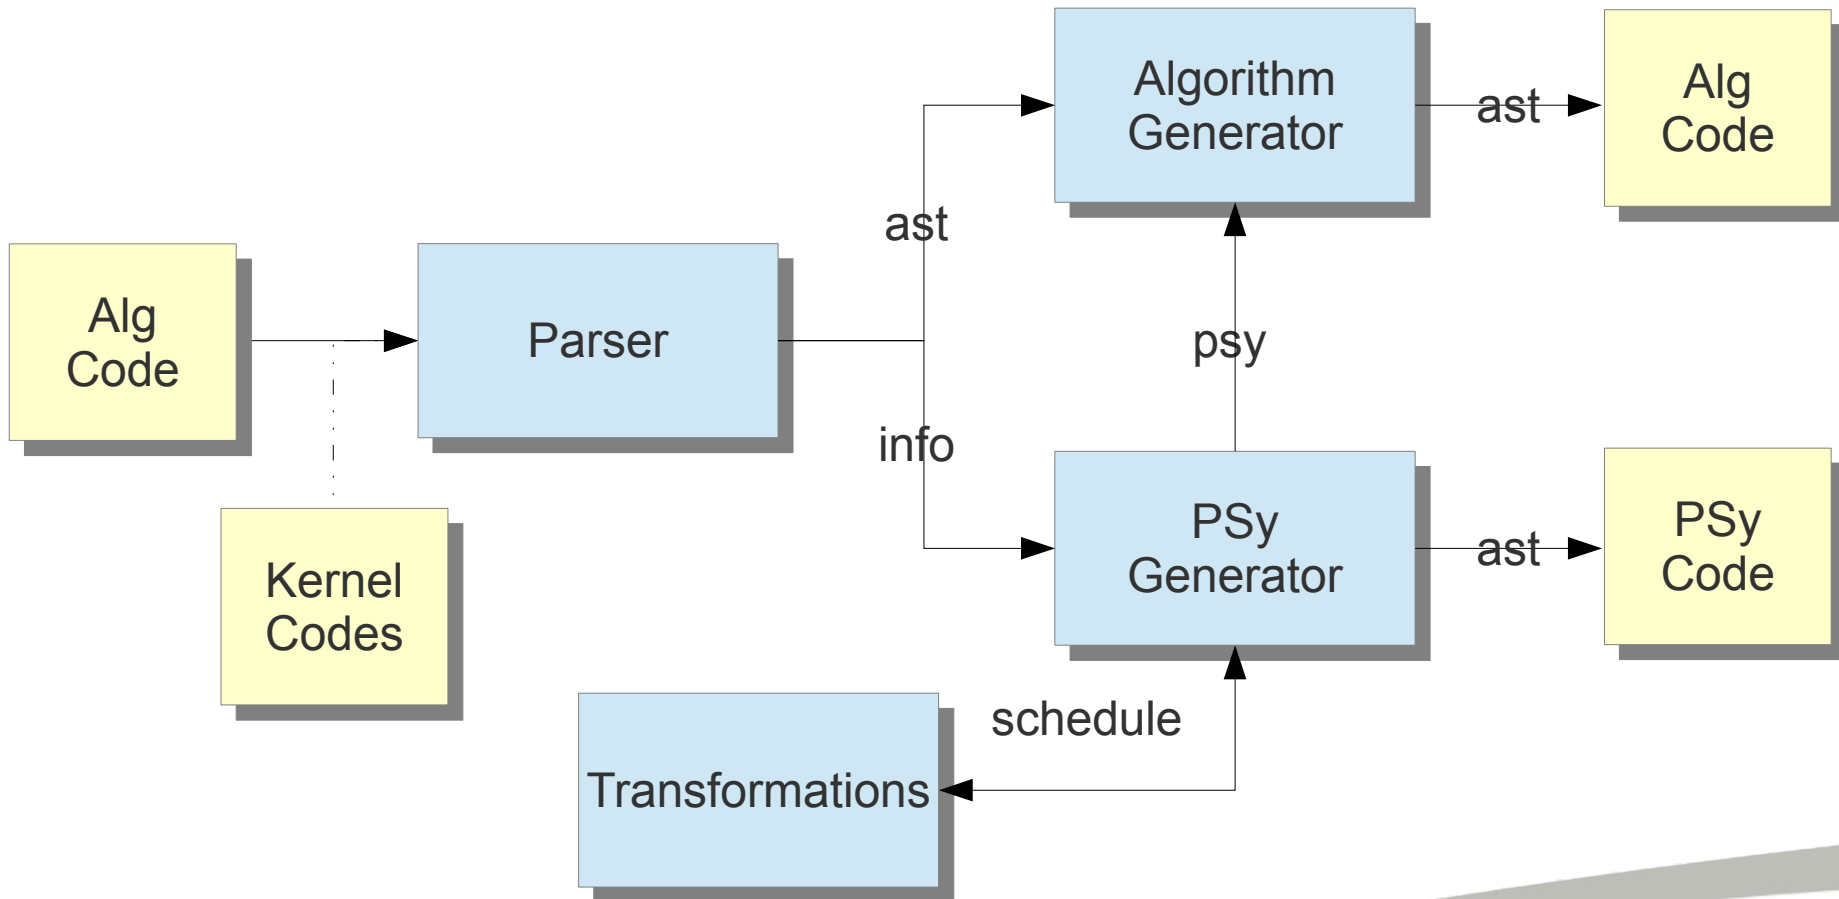 Algorithm
Generator
ast
Alg
Code
ast
Alg
Code
Parser
psy
info
Kernel
Codes
PSy
Generator
ast
PSy
Code
schedule
Transformations